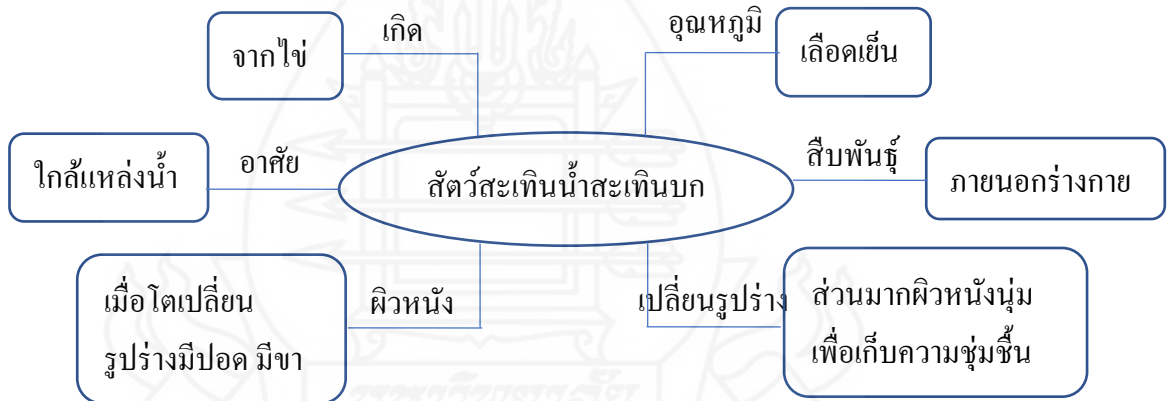 เกิด
อุณหภูมิ
จากไข่
เลือดเย็น
อาศัย
สืบพันธุ์
ใกล้แหล่งน้ำ
สัตว์สะเทินน้ำสะเทินบก
ภายนอกร่างกาย
เมื่อโตเปลี่ยน
รูปร่างมีปอด มีขา
ผิวหนัง
เปลี่ยนรูปร่าง
ส่วนมากผิวหนังนุ่ม
เพื่อเก็บความชุ่มชื้น